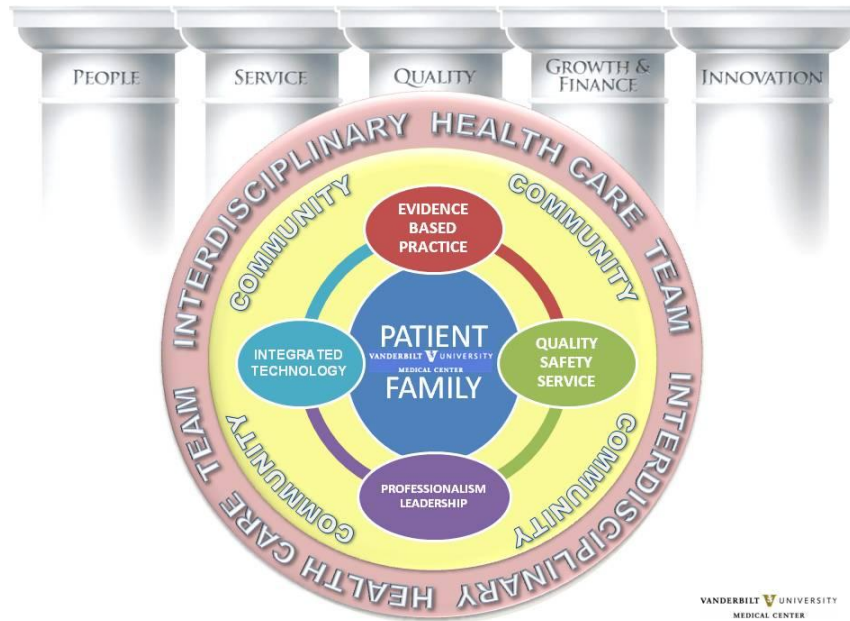 PEOPLE
SERVICE
QUALITY
GROWTH &
FINANCE
INNOVATION
INTERDISCIPLINARY HEALTH CARE TEAM
INTERDISCIPLINARY HEALTH CARE TEAM
COMMUNITY
COMMUNITY
COMMUNITY
COMMUNITY
EVIDENCE
BASED
PRACTICE
INTEGRATED
TECHNOLOGY
PATIENT
VANDERBILT V UNIVERSITY
MEDICAL CENTER
FAMILY
QUALITY
SAFETY
SERVICE
PROFESSIONALISM
LEADERSHIP
VANDERBILT V UNIVERSITY
MEDICAL CENTER